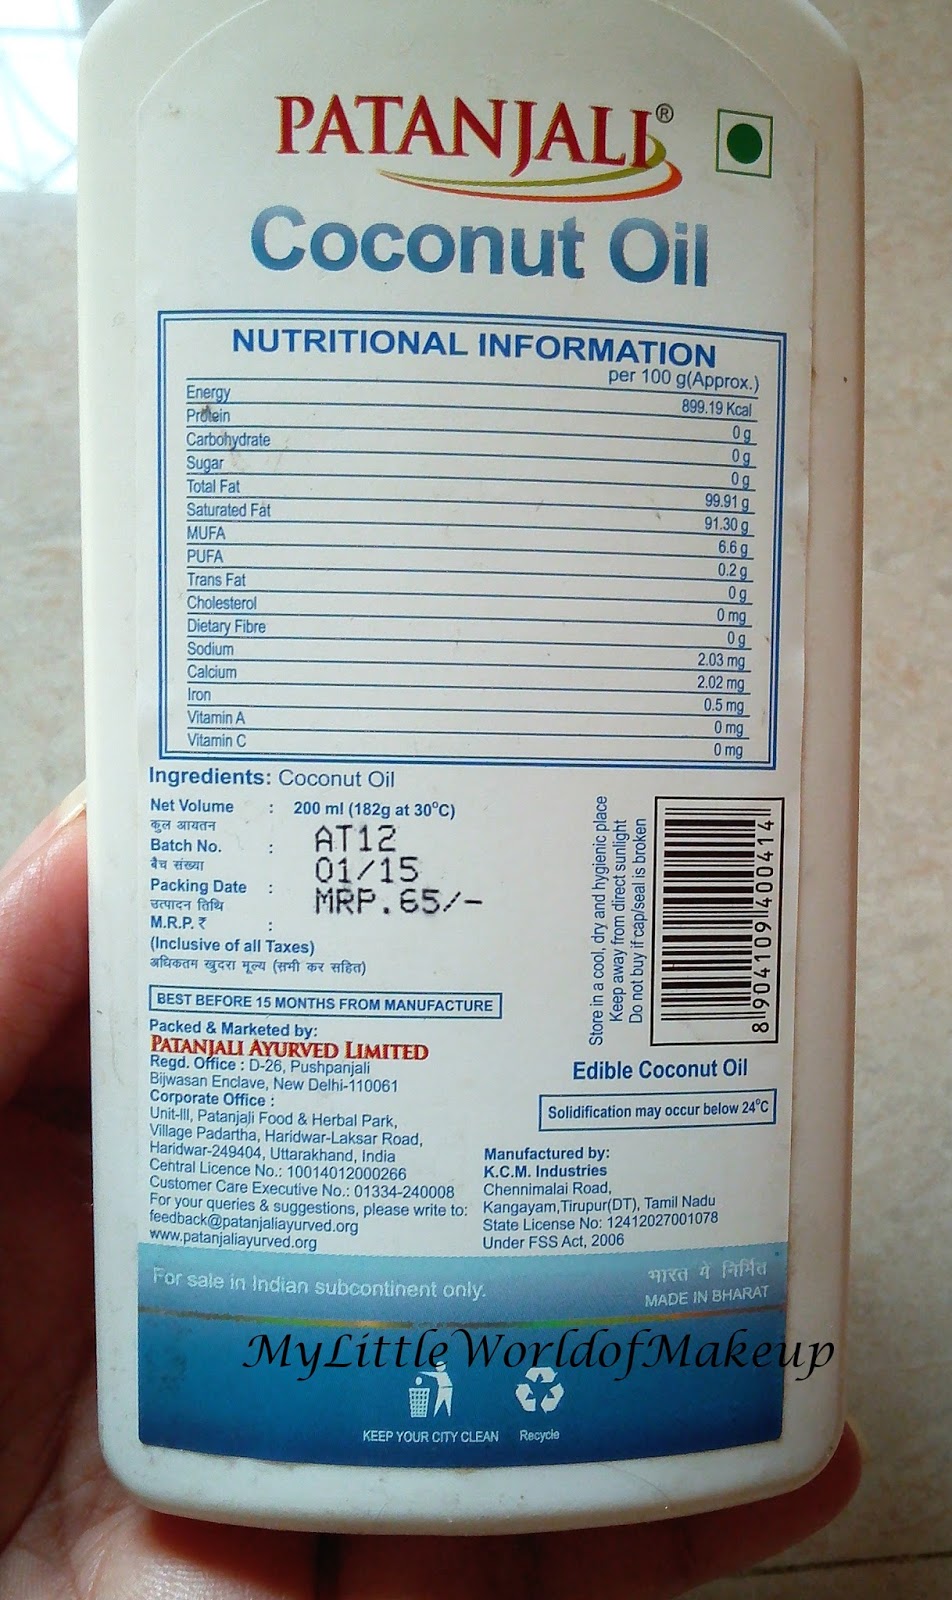 PATANJALI®
Coconut Oil
NUTRITIONAL INFORMATION
per 100 g(Approx.)
Energy 899.19 Kcal
Protein 0 g
Carbohydrate 0 g
Sugar 0 g
Total Fat 99.91 g
Saturated Fat 91.30 g
MUFA 6.6 g
PUFA 0.2 g
Trans Fat 0 g
Cholesterol 0 mg
Dietary Fibre 0 g
Sodium 2.03 mg
Calcium 2.02 mg
Iron 0.5 mg
Vitamin A 0 mg
Vitamin C 0 mg
Ingredients: Coconut Oil
Net Volume : 200 ml (182g at 30°C)
कुल आयतन
Batch No. : AT12
बैच संख्या
Packing Date : 01/15
उत्पादन तिथि
M.R.P. ₹ : MRP.65/-
(Inclusive of all Taxes)
अधिकतम खुदरा मूल्य (सभी कर सहित)
BEST BEFORE 15 MONTHS FROM MANUFACTURE
Packed & Marketed by:
PATANJALI AYURVED LIMITED
Regd. Office : D-26, Pushpanjali
Bijwasan Enclave, New Delhi-110061
Corporate Office :
Unit-III, Patanjali Food & Herbal Park,
Village Padartha, Haridwar-Laksar Road,
Haridwar-249404, Uttarakhand, India
Central Licence No.: 10014012000266
Customer Care Executive No.: 01334-240008
For your queries & suggestions, please write to:
feedback@patanjaliayurved.org
www.patanjaliayurved.org
Store in a cool, dry and hygienic place
Keep away from direct sunlight
Do not buy if cap/seal is broken
8 904109 400414
Edible Coconut Oil
Solidification may occur below 24°C
Manufactured by:
K.C.M. Industries
Chennimalai Road,
Kangayam,Tirupur(DT), Tamil Nadu
State License No: 12412027001078
Under FSS Act, 2006
For sale in Indian subcontinent only.
भारत में निर्मित
MADE IN BHARAT
MyLittleWorldofMakeup
KEEP YOUR CITY CLEAN
Recycle